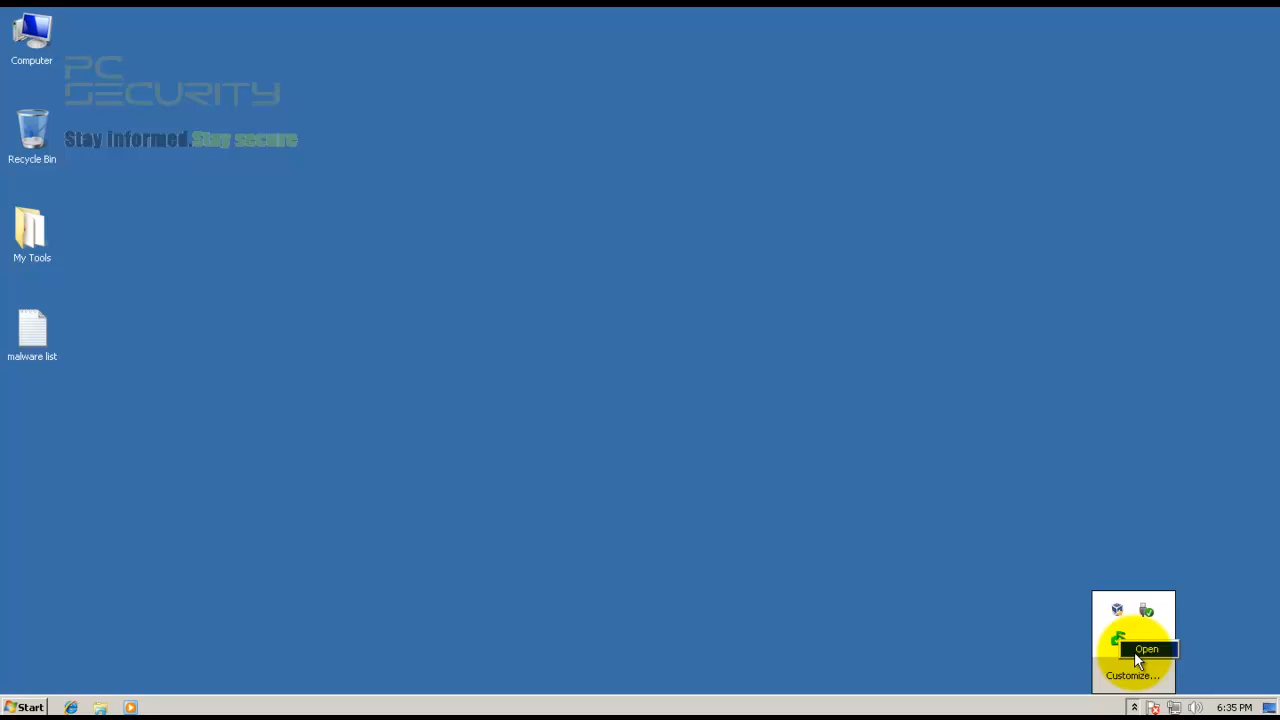 Computer
PC
SECURITY
Stay informed.Stay secure
Recycle Bin
My Tools
malware list
Open
Customize...
Start
6:35 PM